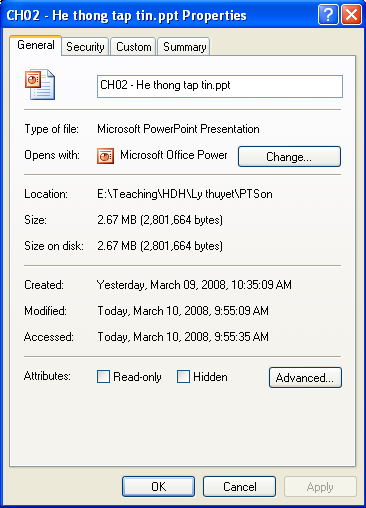 CH02 - He thong tap tin.ppt Properties
General Security Custom Summary
CH02 - He thong tap tin.ppt
Type of file: Microsoft PowerPoint Presentation
Opens with: Microsoft Office Power Change...
Location: E:\Teaching\HDH\Ly thuyet\PTSon
Size: 2.67 MB (2,801,664 bytes)
Size on disk: 2.67 MB (2,801,664 bytes)
Created: Yesterday, March 09, 2008, 10:35:09 AM
Modified: Today, March 10, 2008, 9:55:09 AM
Accessed: Today, March 10, 2008, 9:55:35 AM
Attributes: Read-only Hidden Advanced...
OK Cancel Apply